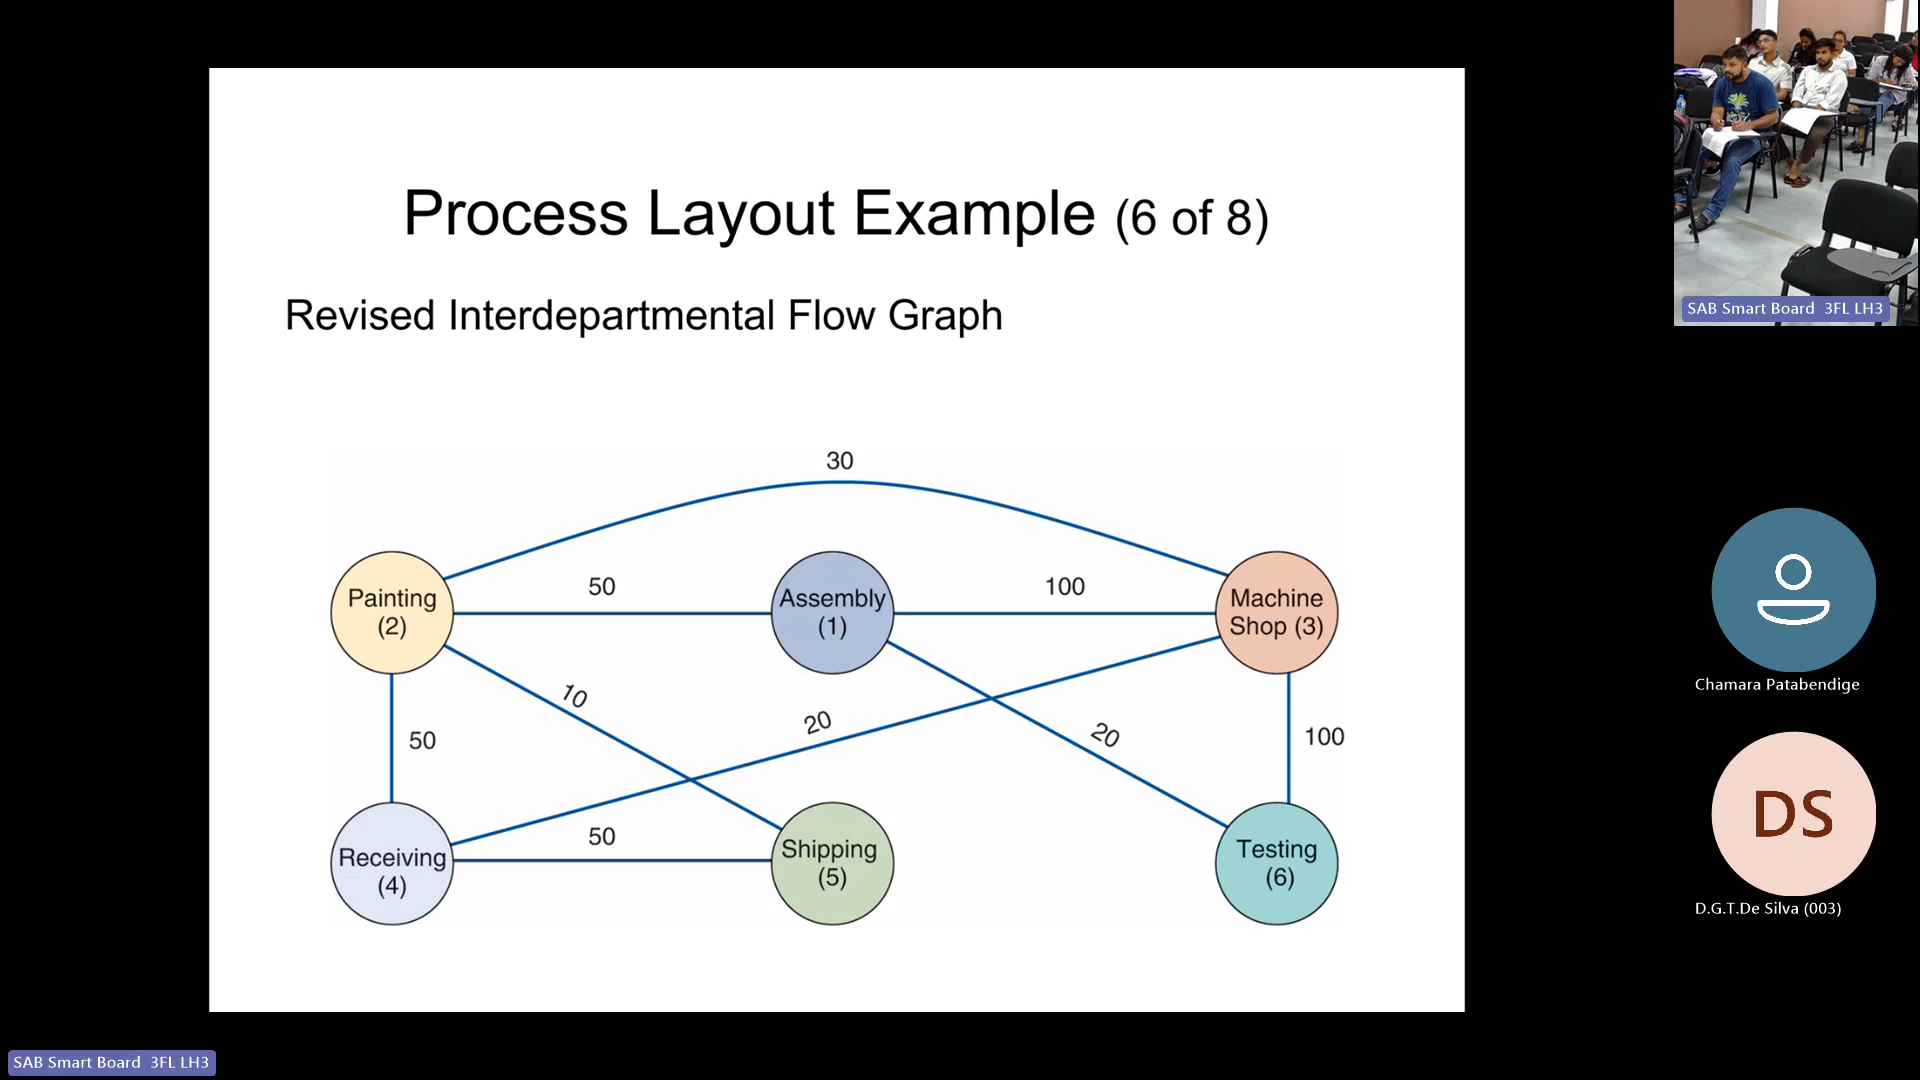 Process Layout Example (6 of 8)
Revised Interdepartmental Flow Graph
30
50
100
Painting
(2)
Assembly
(1)
Machine
Shop (3)
10
20
20
50
100
50
Receiving
(4)
Shipping
(5)
Testing
(6)
SAB Smart Board 3FL LH3
Chamara Patabendige
DS
D.G.T.De Silva (003)
SAB Smart Board 3FL LH3